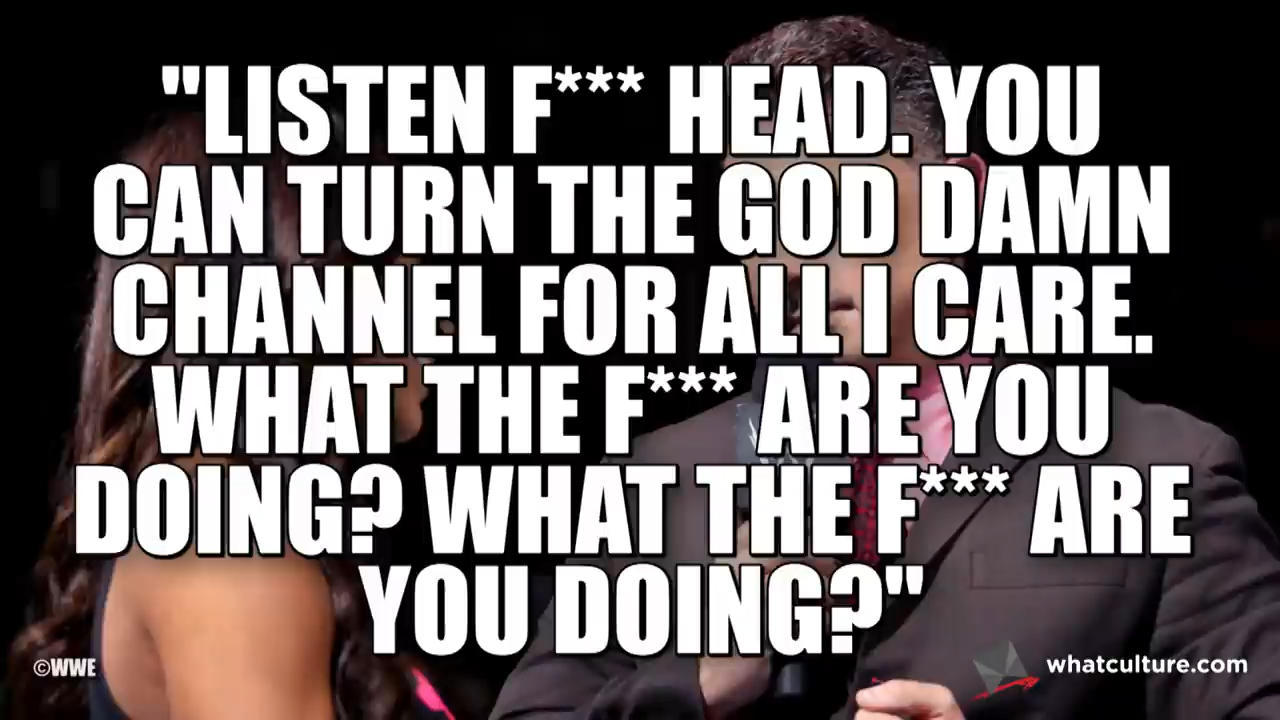 "LISTEN F*** HEAD. YOU
CAN TURN THE GOD DAMN
CHANNEL FOR ALL I CARE.
WHAT THE F*** ARE YOU
DOING? WHAT THE F*** ARE
YOU DOING?"
©WWE
whatculture.com